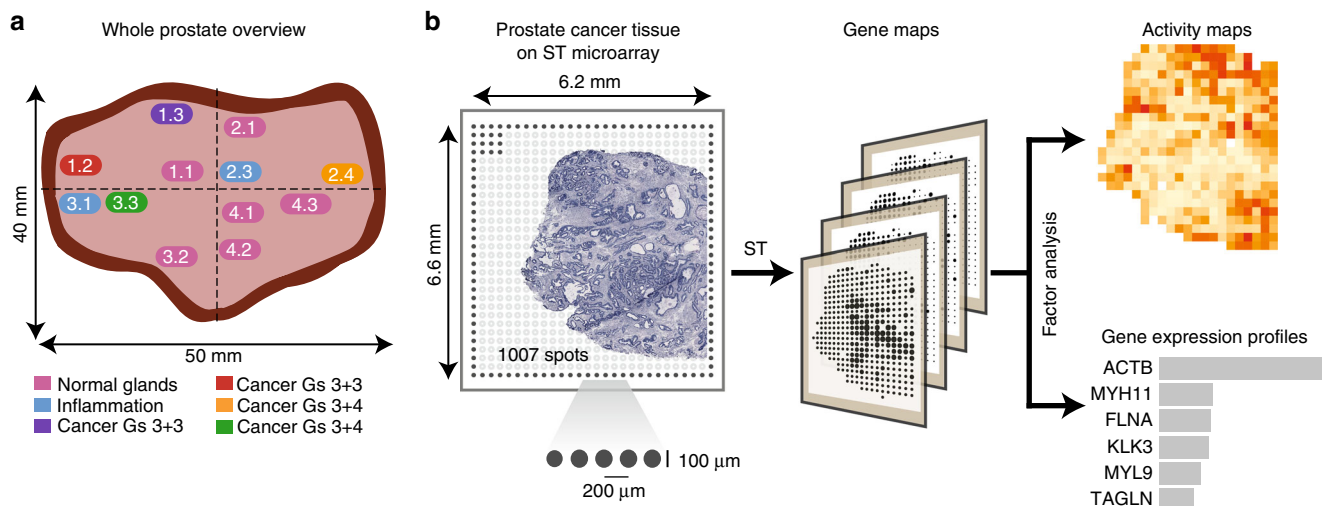 a
Whole prostate overview
40 mm
1.3
2.1
1.2
1.1
2.3
2.4
3.1
3.3
4.1
4.3
3.2
4.2
50 mm
Normal glands
Inflammation
Cancer Gs 3+3
Cancer Gs 3+3
Cancer Gs 3+4
Cancer Gs 3+4
b
Prostate cancer tissue
on ST microarray
6.2 mm
6.6 mm
1007 spots
100 μm
200 μm
ST
Gene maps
Factor analysis
Activity maps
Gene expression profiles
ACTB
MYH11
FLNA
KLK3
MYL9
TAGLN